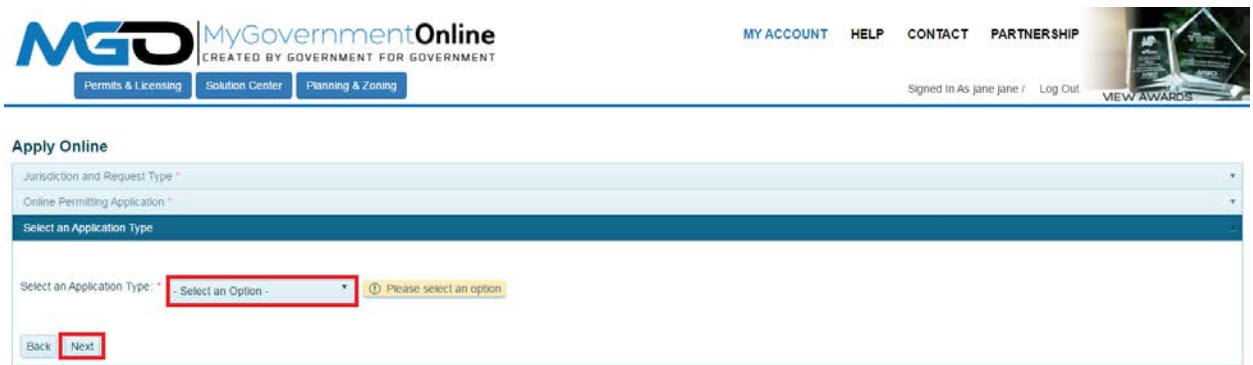 MGO MyGovernmentOnline
CREATED BY GOVERNMENT FOR GOVERNMENT
MY ACCOUNT HELP CONTACT PARTNERSHIP
Permits & Licensing Solution Center Planning & Zoning
Signed In As jane jane / Log Out
VIEW AWARDS
Apply Online
Jurisdiction and Request Type *
Online Permitting Application *
Select an Application Type
Select an Application Type: * - Select an Option - Please select an option
Back Next